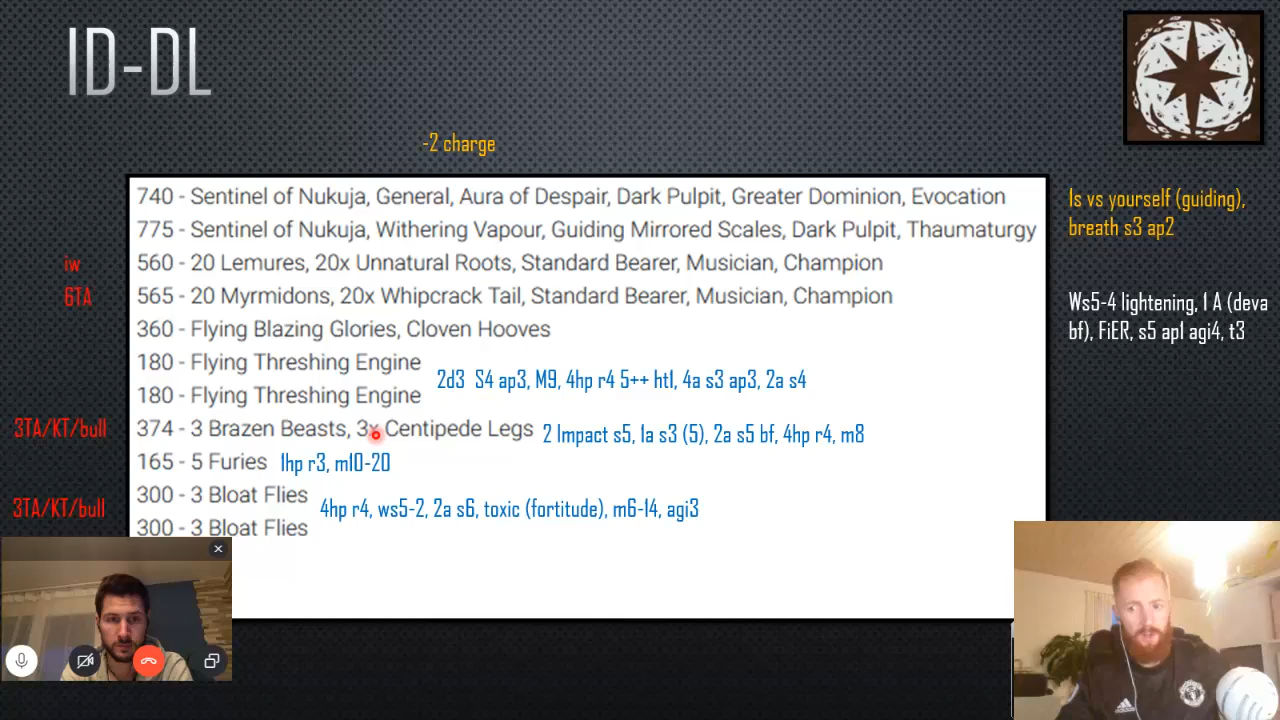 ID-DL
-2 charge
740 - Sentinel of Nukuja, General, Aura of Despair, Dark Pulpit, Greater Dominion, Evocation
775 - Sentinel of Nukuja, Withering Vapour, Guiding Mirrored Scales, Dark Pulpit, Thaumaturgy
iw
560 - 20 Lemures, 20x Unnatural Roots, Standard Bearer, Musician, Champion
6TA
565 - 20 Myrmidons, 20x Whipcrack Tail, Standard Bearer, Musician, Champion
360 - Flying Blazing Glories, Cloven Hooves
180 - Flying Threshing Engine
180 - Flying Threshing Engine
2d3 S4 ap3, M9, 4hp r4 5++ ht1, 4a s3 ap3, 2a s4
3TA/KT/bull
374 - 3 Brazen Beasts, 3x Centipede Legs
2 Impact s5, 1a s3 (5), 2a s5 bf, 4hp r4, m8
165 - 5 Furies
1hp r3, m10-20
3TA/KT/bull
300 - 3 Bloat Flies
4hp r4, ws5-2, 2a s6, toxic (fortitude), m6-14, agi3
300 - 3 Bloat Flies
Is vs yourself (guiding),
breath s3 ap2
Ws5-4 lightening, 1 A (deva
bf), FiER, s5 ap1 agi4, t3